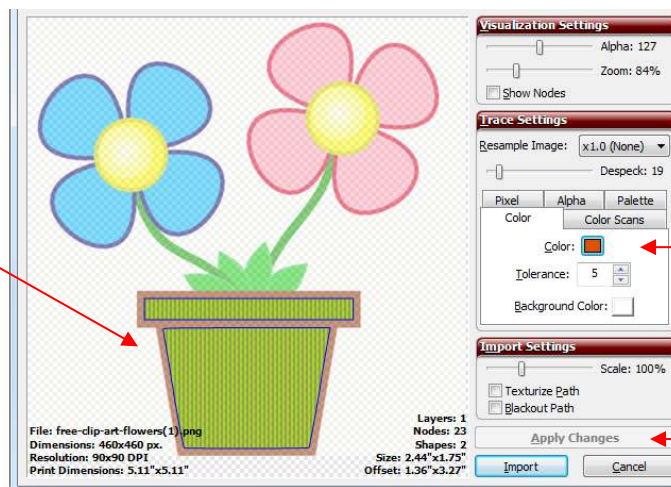 Visualization Settings
Alpha: 127
Zoom: 84%
Show Nodes
Trace Settings
Resample Image: x1.0 (None)
Despeck: 19
Pixel Alpha Palette
Color Color Scans
Color:
Tolerance: 5
Background Color:
Import Settings
Scale: 100%
Texturize Path
Blackout Path
Apply Changes
Import Cancel
File: free-clip-art-flowers(1).png
Dimensions: 460x460 px.
Resolution: 90x90 DPI
Print Dimensions: 5.11"x5.11"
Layers: 1
Nodes: 23
Shapes: 2
Size: 2.44"x1.75"
Offset: 1.36"x3.27"